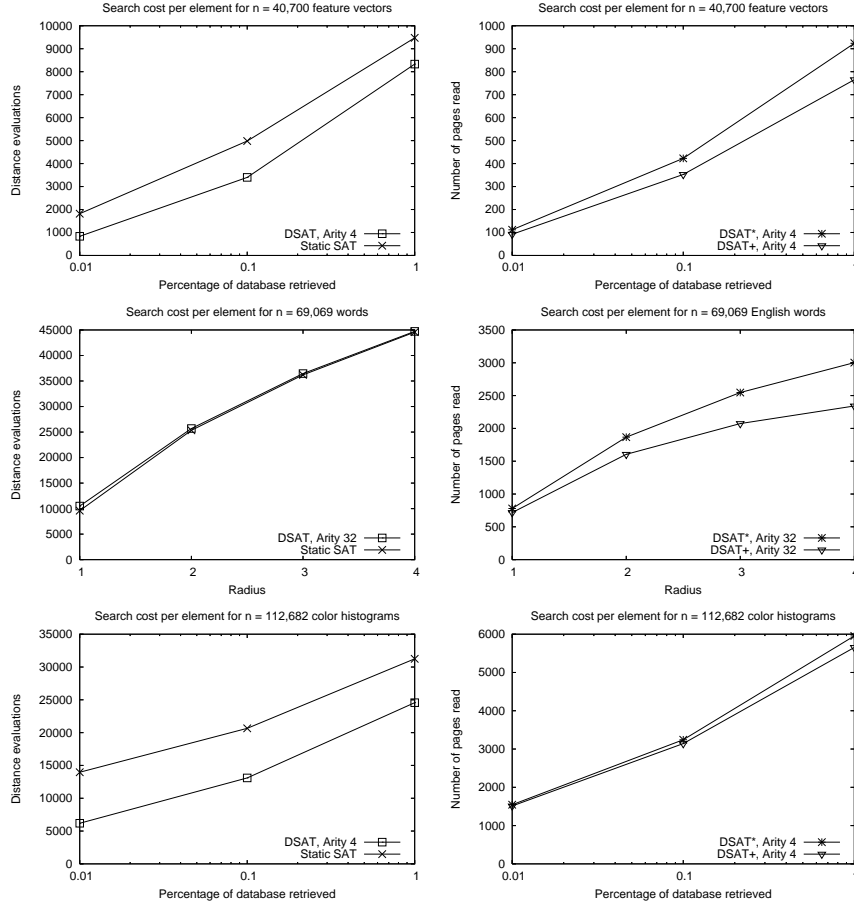 Search cost per element for n = 40,700 feature vectors
10000
9000
8000
7000
6000
5000
4000
3000
2000
1000
0
Distance evaluations
DSAT, Arity 4
Static SAT
0.01
0.1
1
Percentage of database retrieved
Search cost per element for n = 40,700 feature vectors
1000
900
800
700
600
500
400
300
200
100
0
Number of pages read
DSAT*, Arity 4
DSAT+, Arity 4
0.01
0.1
1
Percentage of database retrieved
Search cost per element for n = 69,069 words
45000
40000
35000
30000
25000
20000
15000
10000
5000
0
Distance evaluations
DSAT, Arity 32
Static SAT
1
2
3
4
Radius
Search cost per element for n = 69,069 English words
3500
3000
2500
2000
1500
1000
500
0
Number of pages read
DSAT*, Arity 32
DSAT+, Arity 32
1
2
3
4
Radius
Search cost per element for n = 112,682 color histograms
35000
30000
25000
20000
15000
10000
5000
0
Distance evaluations
DSAT, Arity 4
Static SAT
0.01
0.1
1
Percentage of database retrieved
Search cost per element for n = 112,682 color histograms
6000
5000
4000
3000
2000
1000
0
Number of pages read
DSAT*, Arity 4
DSAT+, Arity 4
0.01
0.1
1
Percentage of database retrieved